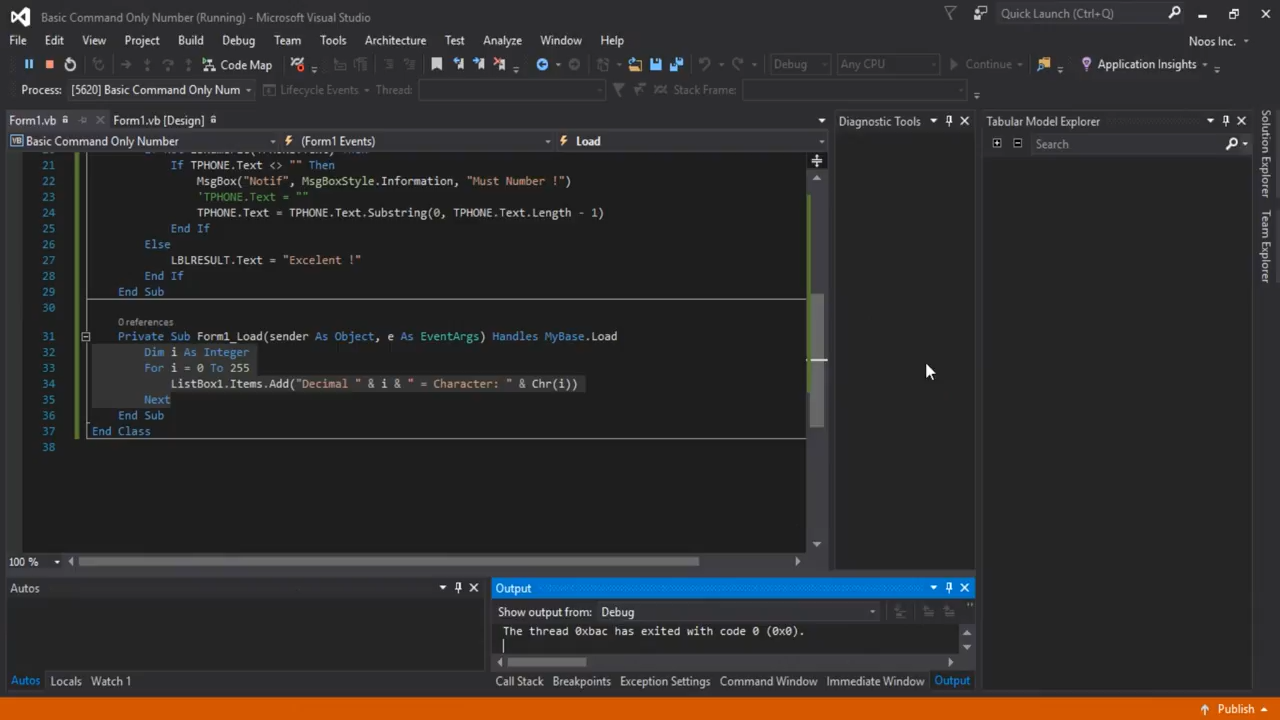 Basic Command Only Number (Running) - Microsoft Visual Studio
Quick Launch (Ctrl+Q)
File Edit View Project Build Debug Team Tools Architecture Test Analyze Window Help
Noos Inc.
Code Map
Debug
Any CPU
Continue
Application Insights
Process: [5620] Basic Command Only Num
Lifecycle Events
Thread:
Stack Frame:
Form1.vb
Form1.vb [Design]
Diagnostic Tools
Tabular Model Explorer
Basic Command Only Number
(Form1 Events)
Load
Search
Solution Explorer
Team Explorer
21 If TPHONE.Text <> "" Then
22 MsgBox("Notif", MsgBoxStyle.Information, "Must Number !")
23 'TPHONE.Text = ""
24 TPHONE.Text = TPHONE.Text.Substring(0, TPHONE.Text.Length - 1)
25 End If
26 Else
27 LBLRESULT.Text = "Excelent !"
28 End If
29 End Sub
30
0 references
31 Private Sub Form1_Load(sender As Object, e As EventArgs) Handles MyBase.Load
32 Dim i As Integer
33 For i = 0 To 255
34 ListBox1.Items.Add("Decimal " & i & " = Character: " & Chr(i))
35 Next
36 End Sub
37 End Class
38
100 %
Autos
Output
Show output from: Debug
The thread 0xbac has exited with code 0 (0x0).
Autos Locals Watch 1
Call Stack Breakpoints Exception Settings Command Window Immediate Window Output
Publish